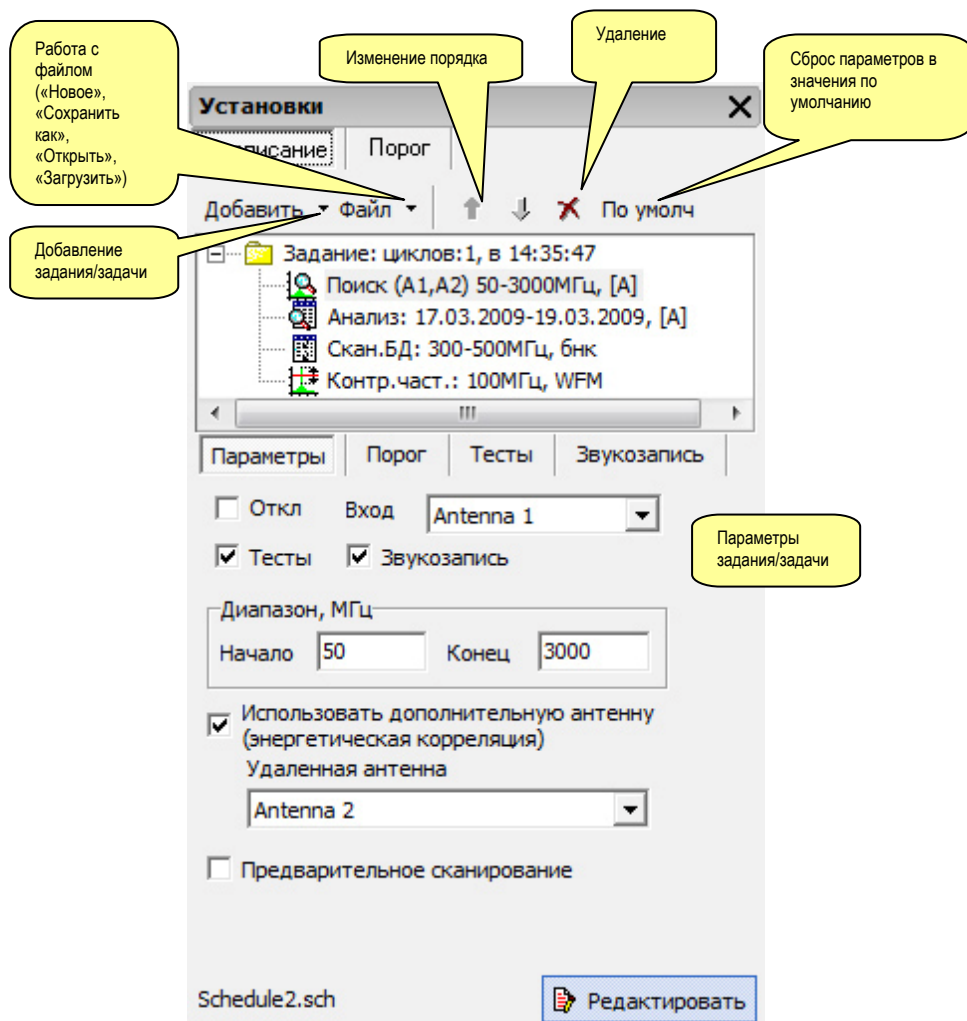 Работа с
файлом
(«Новое»,
«Сохранить
как»,
«Открыть»,
«Загрузить»)
Изменение порядка
Удаление
Сброс параметров в
значения по
умолчанию
Установки
писание
Порог
Добавить
Файл
По умолч
Добавление
задания/задачи
Задание: циклов:1, в 14:35:47
Поиск (A1,A2) 50-3000МГц, [A]
Анализ: 17.03.2009-19.03.2009, [A]
Скан.БД: 300-500МГц, бнк
Контр.част.: 100МГц, WFM
Параметры
Порог
Тесты
Звукозапись
Откл
Вход
Antenna 1
Тесты
Звукозапись
Параметры
задания/задачи
Диапазон, МГц
Начало
50
Конец
3000
Использовать дополнительную антенну
(энергетическая корреляция)
Удаленная антенна
Antenna 2
Предварительное сканирование
Schedule2.sch
Редактировать